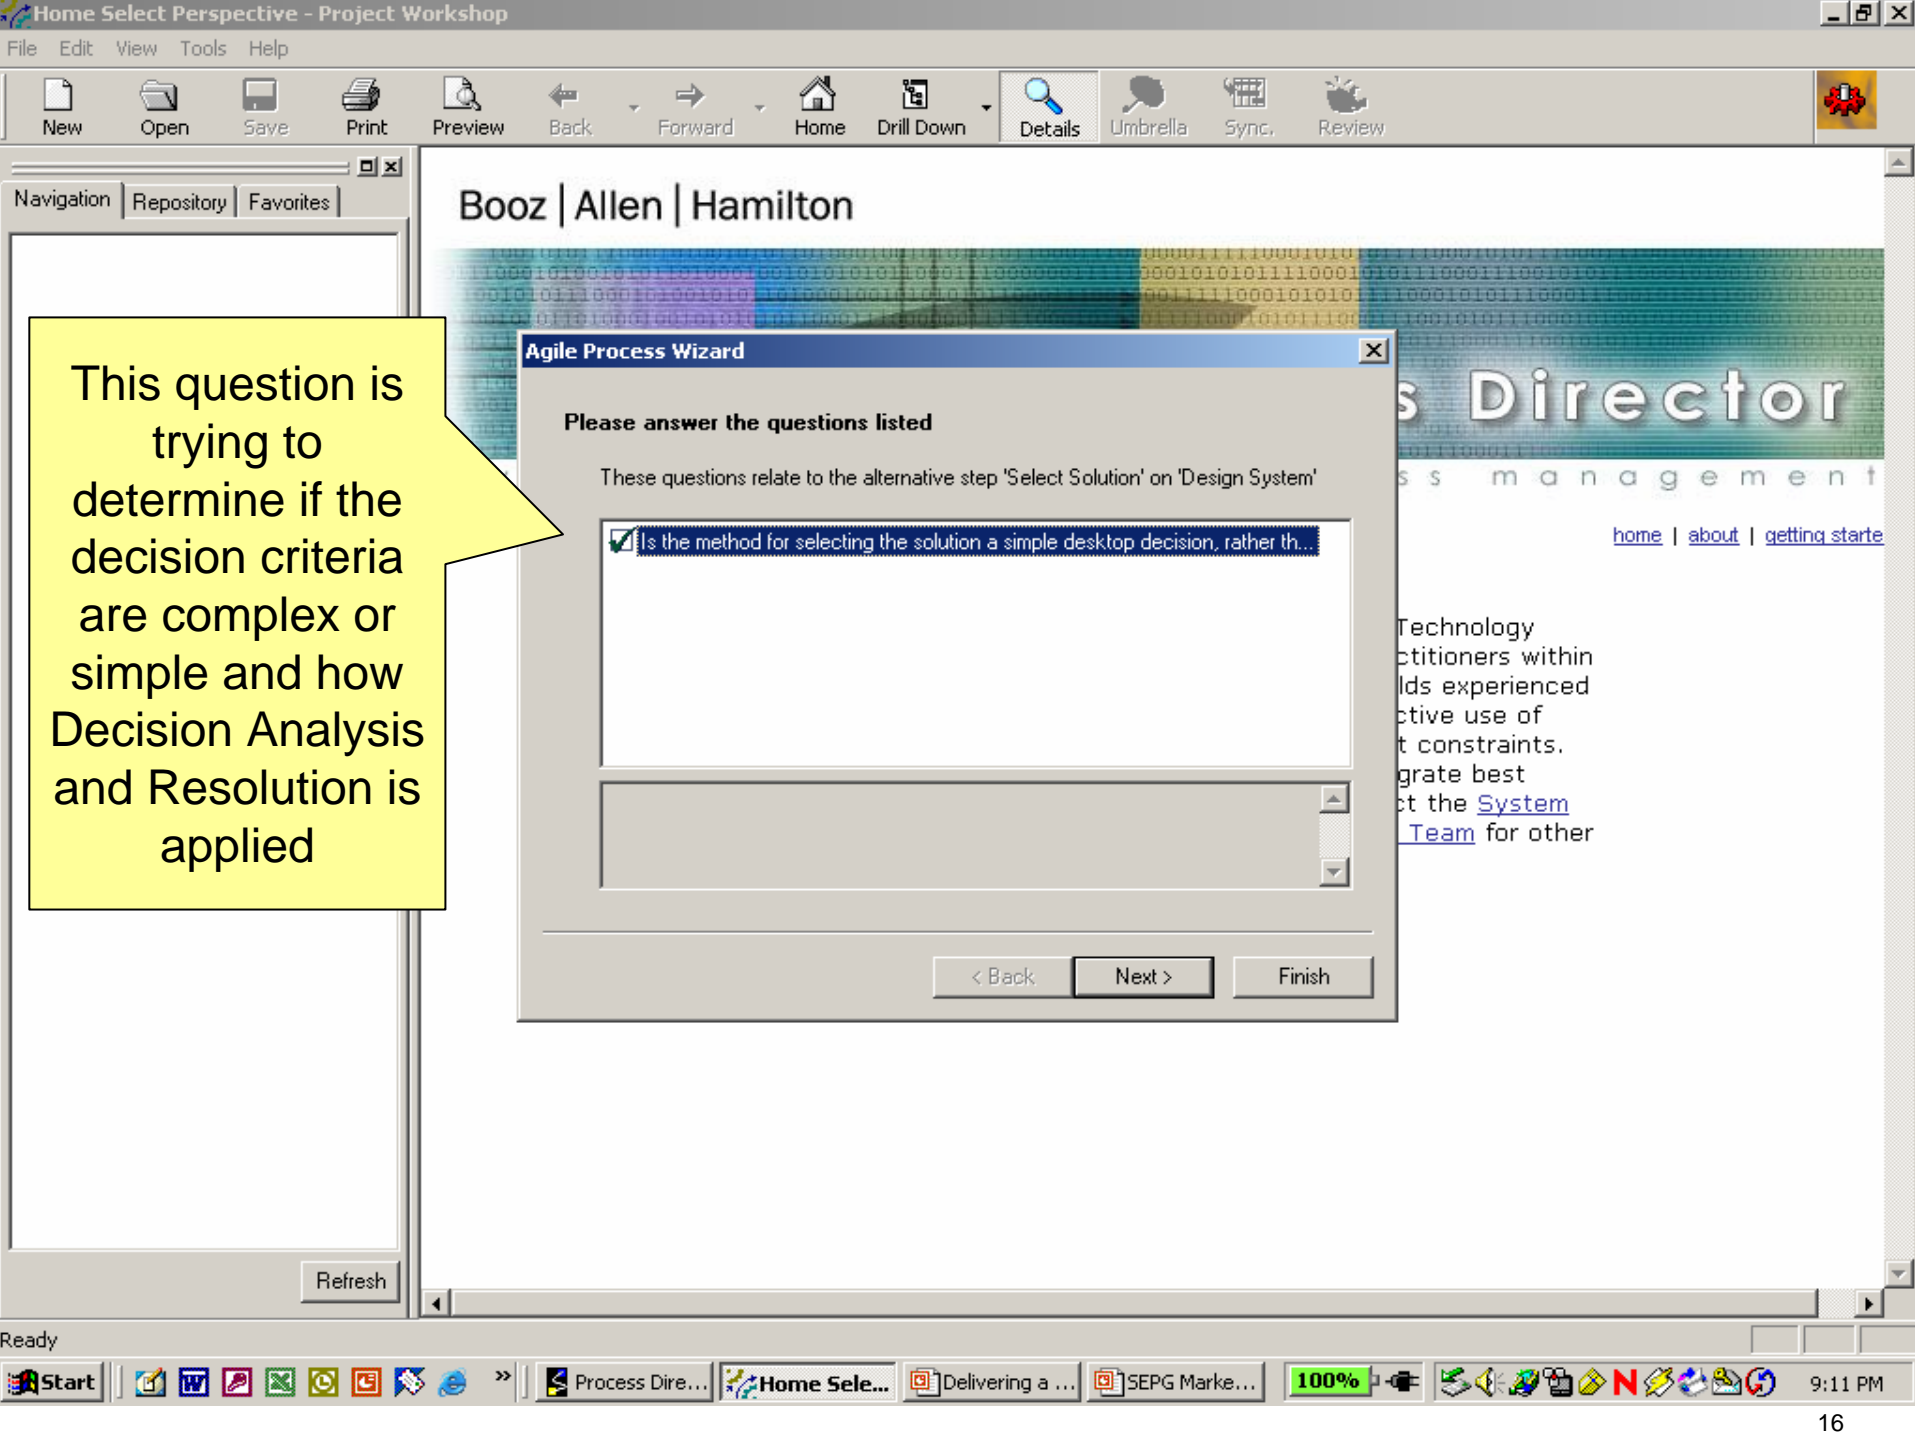 Home Select Perspective - Project Workshop
File Edit View Tools Help
New Open Save Print Preview Back Forward Home Drill Down Details Umbrella Sync. Review
Navigation Repository Favorites
Booz | Allen | Hamilton
s Director
s s management
home | about | getting starte
This question is
trying to
determine if the
decision criteria
are complex or
simple and how
Decision Analysis
and Resolution is
applied
Agile Process Wizard
Please answer the questions listed
These questions relate to the alternative step 'Select Solution' on 'Design System'
Is the method for selecting the solution a simple desktop decision, rather th...
< Back Next > Finish
Technology
ctitioners within
lds experienced
ctive use of
t constraints.
grate best
ct the System
Team for other
Refresh
Ready
Start Process Dire... Home Sele... Delivering a ... SEPG Marke... 100% 9:11 PM
16